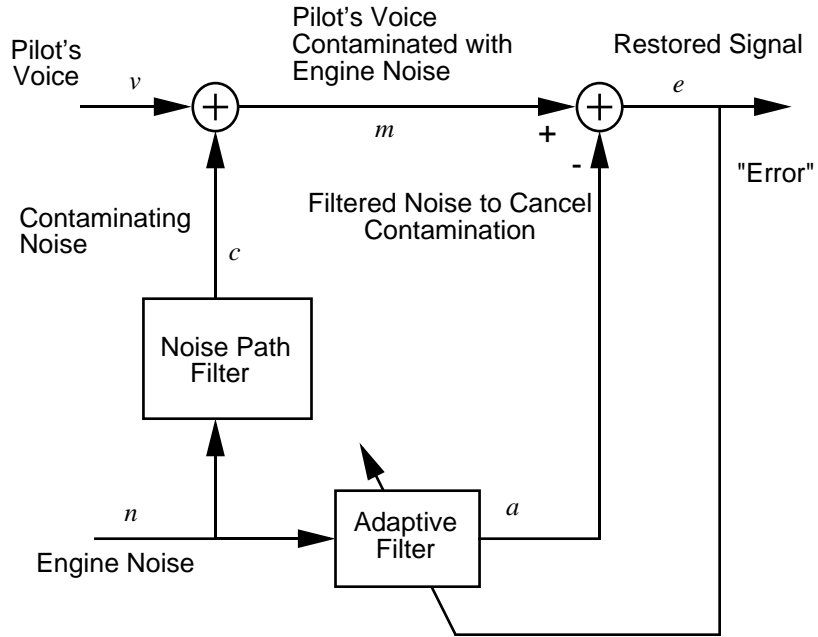 Pilot's
Voice
v
+
Pilot's Voice
Contaminated with
Engine Noise
m
Restored Signal
+
e
+
-
"Error"
Contaminating
Noise
c
Filtered Noise to Cancel
Contamination
Noise Path
Filter
n
Engine Noise
Adaptive
Filter
a